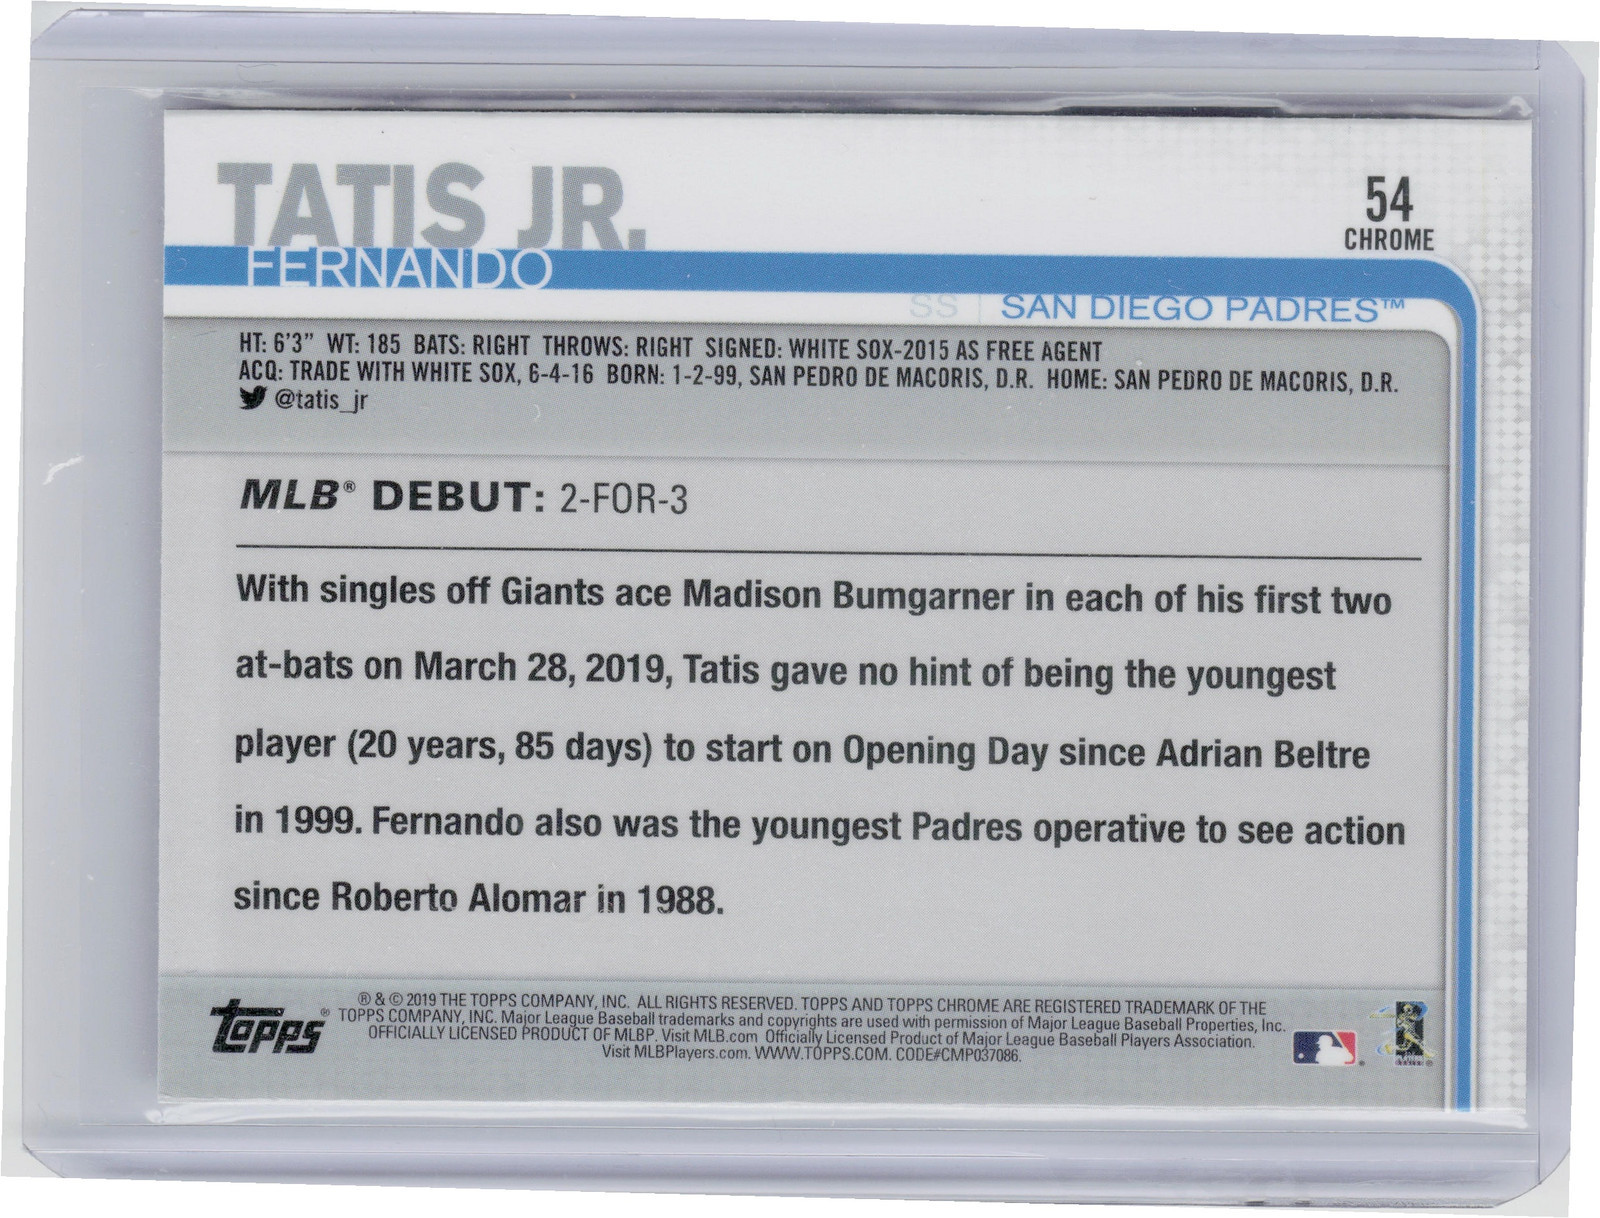 TATIS JR.
FERNANDO
54
CHROME
SS | SAN DIEGO PADRES™
HT: 6'3" WT: 185 BATS: RIGHT THROWS: RIGHT SIGNED: WHITE SOX-2015 AS FREE AGENT
ACQ: TRADE WITH WHITE SOX, 6-4-16 BORN: 1-2-99, SAN PEDRO DE MACORIS, D.R. HOME: SAN PEDRO DE MACORIS, D.R.
@tatis_jr
MLB® DEBUT: 2-FOR-3
With singles off Giants ace Madison Bumgarner in each of his first two
at-bats on March 28, 2019, Tatis gave no hint of being the youngest
player (20 years, 85 days) to start on Opening Day since Adrian Beltre
in 1999. Fernando also was the youngest Padres operative to see action
since Roberto Alomar in 1988.
topps®
® & © 2019 THE TOPPS COMPANY, INC. ALL RIGHTS RESERVED. TOPPS AND TOPPS CHROME ARE REGISTERED TRADEMARK OF THE
TOPPS COMPANY, INC. Major League Baseball trademarks and copyrights are used with permission of Major League Baseball Properties, Inc.
OFFICIALLY LICENSED PRODUCT OF MLBP. Visit MLB.com Officially Licensed Product of Major League Baseball Players Association.
Visit MLBPlayers.com. WWW.TOPPS.COM. CODE#CMP037086.